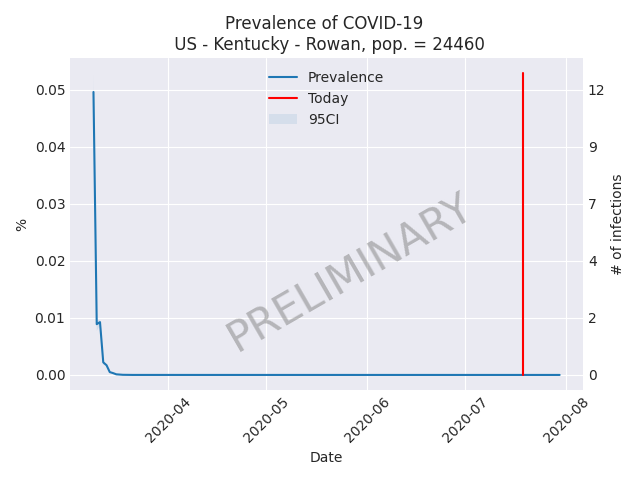 Prevalence of COVID-19
US - Kentucky - Rowan, pop. = 24460
Prevalence
Today
95CI
0.05
0.04
0.03
0.02
0.01
0.00
%
12
9
7
4
2
0
# of infections
PRELIMINARY
2020-04
2020-05
2020-06
2020-07
2020-08
Date